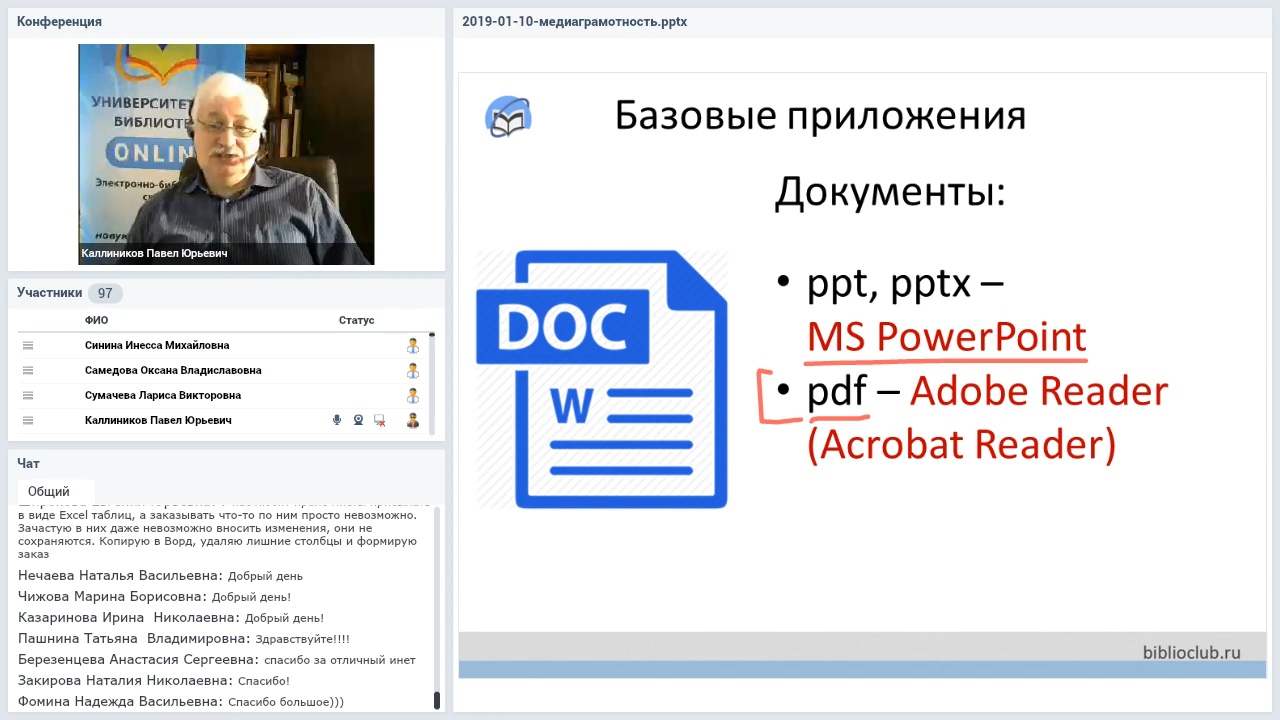 Конференция
УНИВЕРСИТЕТ
БИБЛИОТЕ
ONLIN
Электронно-биб
новую
Каллиников Павел Юрьевич
Участники 97
ФИО Статус
Синина Инесса Михайловна
Самедова Оксана Владиславовна
Сумачева Лариса Викторовна
Каллиников Павел Юрьевич
Чат
Общий
в виде Excel таблиц, а заказывать что-то по ним просто невозможно.
Зачастую в них даже невозможно вносить изменения, они не
сохраняются. Копирую в Ворд, удаляю лишние столбцы и формирую
заказ
Нечаева Наталья Васильевна: Добрый день
Чижова Марина Борисовна: Добрый день!
Казаринова Ирина Николаевна: Добрый день!
Пашнина Татьяна Владимировна: Здравствуйте!!!!
Березенцева Анастасия Сергеевна: спасибо за отличный инет
Закирова Наталия Николаевна: Спасибо!
Фомина Надежда Васильевна: Спасибо большое)))
2019-01-10-медиаграмотность.pptx
Базовые приложения
Документы:
DOC
W
• ppt, pptx –
MS PowerPoint
• pdf – Adobe Reader
(Acrobat Reader)
biblioclub.ru